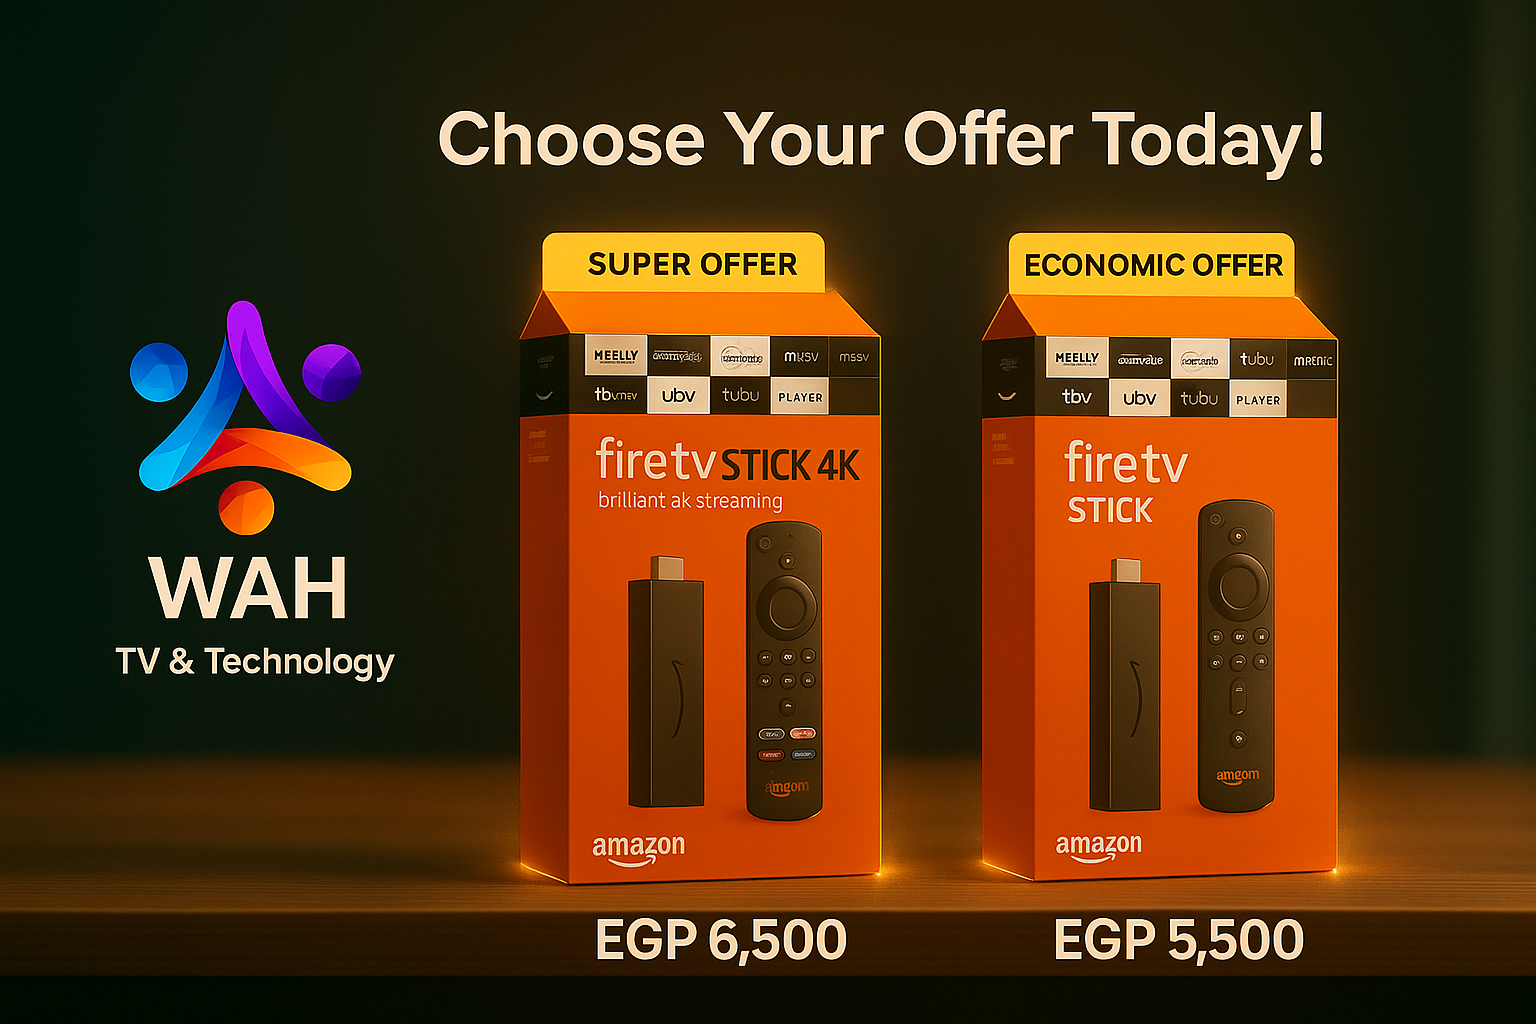 Choose Your Offer Today!
SUPER OFFER
MEELLY
mksv
mssv
ubv
tubu
PLAYER
firetv STICK 4K
brilliant ak streaming
amgom
amazon
EGP 6,500
ECONOMIC OFFER
MEELLY
tubu
tbv
ubv
tubu
PLAYER
firetv
STICK
amgom
amazon
EGP 5,500
WAH
TV & Technology